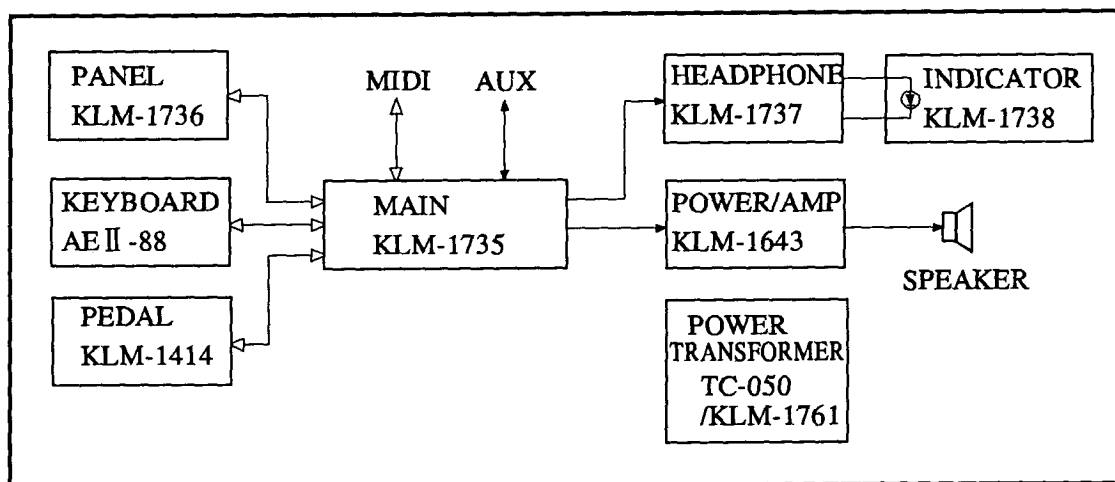 PANEL
KLM-1736
MIDI
AUX
HEADPHONE
KLM-1737
INDICATOR
KLM-1738
KEYBOARD
AEⅡ-88
MAIN
KLM-1735
POWER/AMP
KLM-1643
SPEAKER
PEDAL
KLM-1414
POWER
TRANSFORMER
TC-050
/KLM-1761